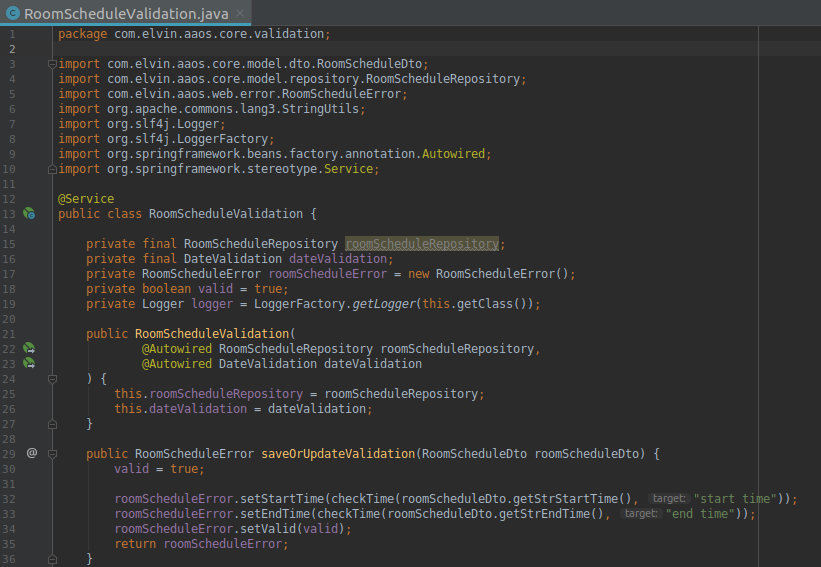 RoomScheduleValidation.java
1 package com.elvin.aaos.core.validation;
2
3 import com.elvin.aaos.core.model.dto.RoomScheduleDto;
4 import com.elvin.aaos.core.model.repository.RoomScheduleRepository;
5 import com.elvin.aaos.web.error.RoomScheduleError;
6 import org.apache.commons.lang3.StringUtils;
7 import org.slf4j.Logger;
8 import org.slf4j.LoggerFactory;
9 import org.springframework.beans.factory.annotation.Autowired;
10 import org.springframework.stereotype.Service;
11
12 @Service
13 public class RoomScheduleValidation {
14
15 private final RoomScheduleRepository roomScheduleRepository;
16 private final DateValidation dateValidation;
17 private RoomScheduleError roomScheduleError = new RoomScheduleError();
18 private boolean valid = true;
19 private Logger logger = LoggerFactory.getLogger(this.getClass());
20
21 public RoomScheduleValidation(
22 @Autowired RoomScheduleRepository roomScheduleRepository,
23 @Autowired DateValidation dateValidation
24 ) {
25 this.roomScheduleRepository = roomScheduleRepository;
26 this.dateValidation = dateValidation;
27 }
28
29 @ public RoomScheduleError saveOrUpdateValidation(RoomScheduleDto roomScheduleDto) {
30 valid = true;
31
32 roomScheduleError.setStartTime(checkTime(roomScheduleDto.getStrStartTime(), target: "start time"));
33 roomScheduleError.setEndTime(checkTime(roomScheduleDto.getStrEndTime(), target: "end time"));
34 roomScheduleError.setValid(valid);
35 return roomScheduleError;
36 }